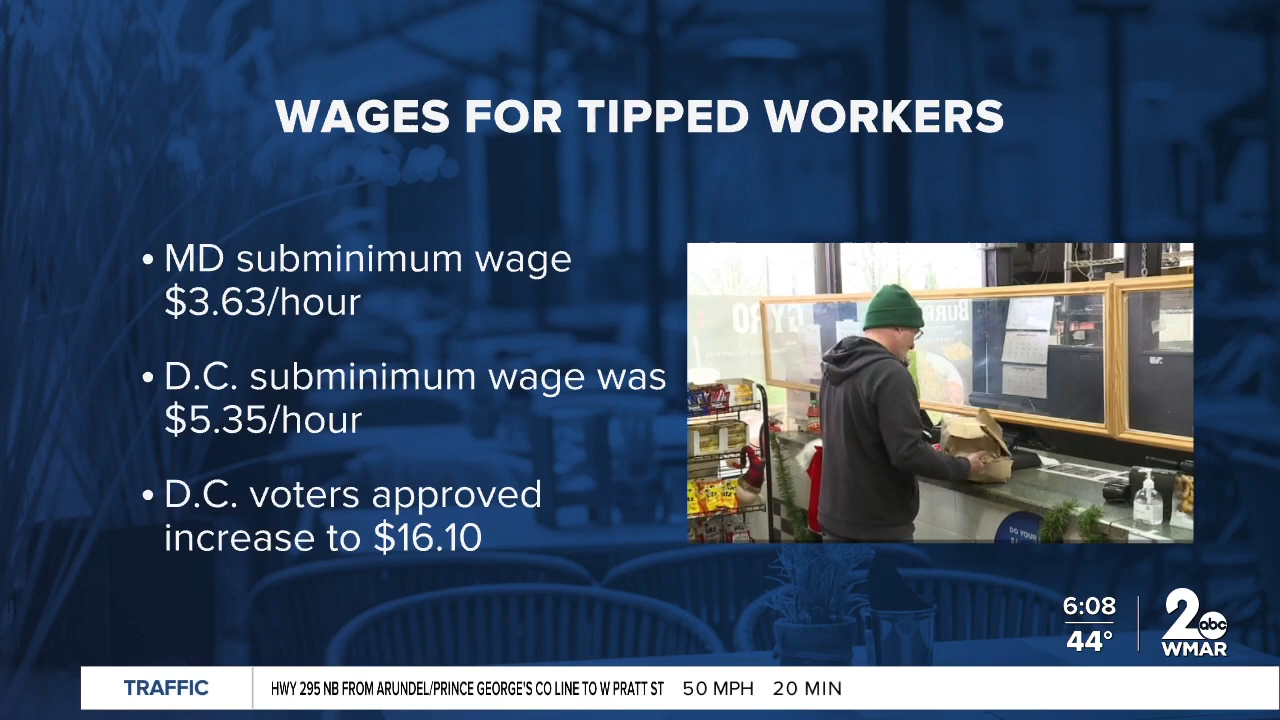 WAGES FOR TIPPED WORKERS
• MD subminimum wage
$3.63/hour
• D.C. subminimum wage was
$5.35/hour
• D.C. voters approved
increase to $16.10
DO YOUR
6:08
44°
2
abc
WMAR
TRAFFIC
HWY 295 NB FROM ARUNDEL/PRINCE GEORGE'S CO LINE TO W PRATT ST 50 MPH 20 MIN